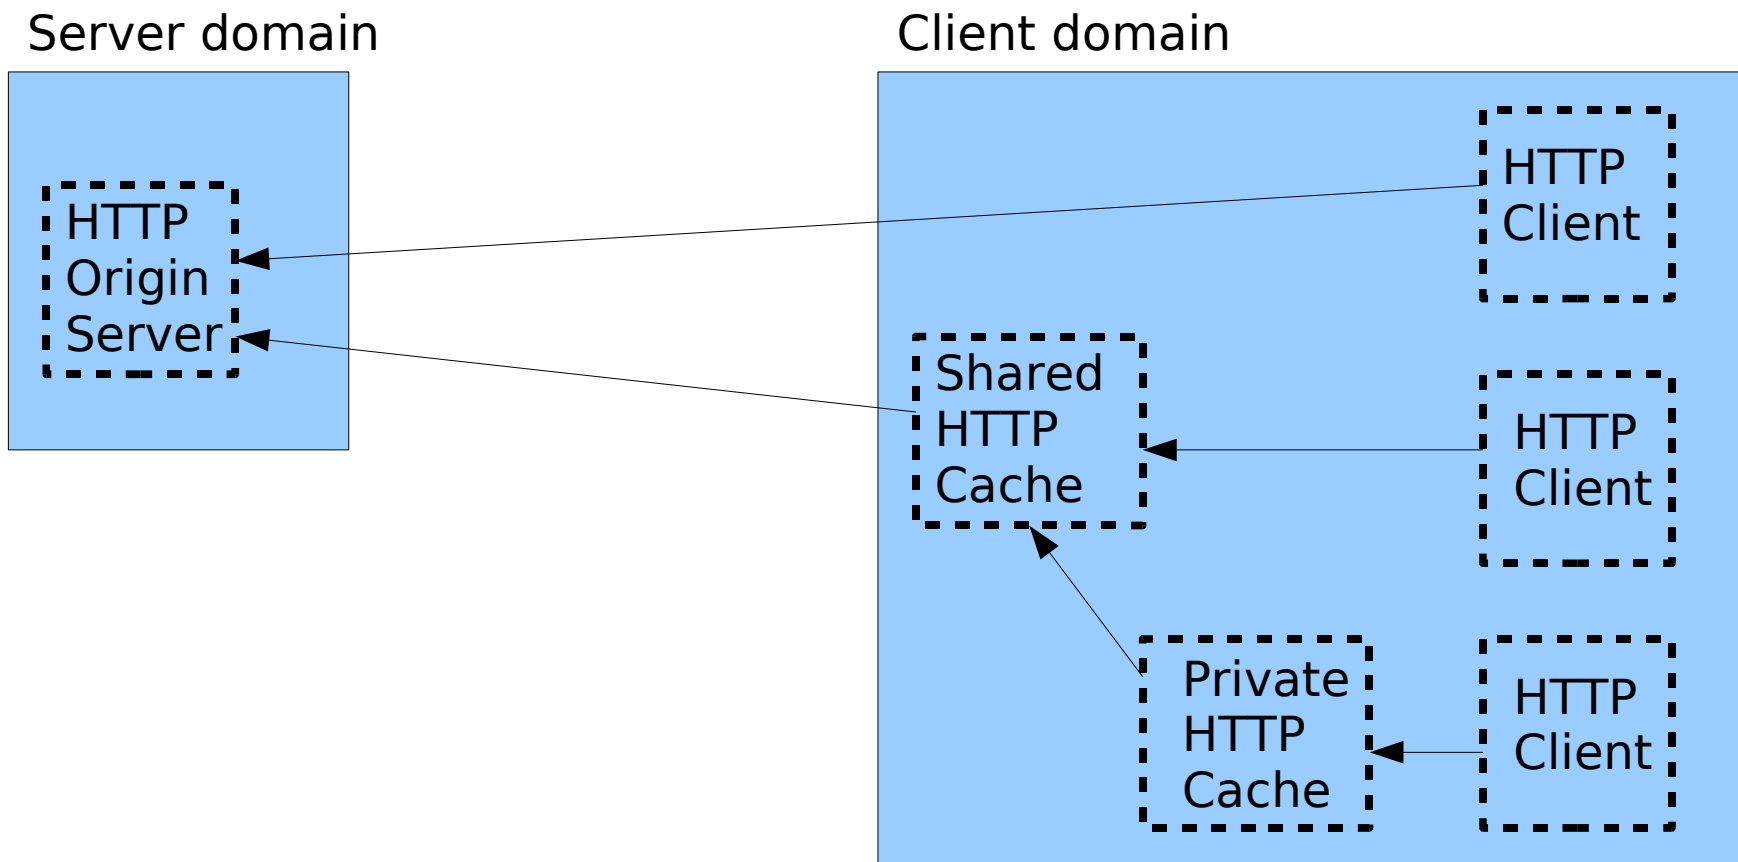 Server domain
Client domain
HTTP
Origin
Server
HTTP
Client
Shared
HTTP
Cache
HTTP
Client
Private
HTTP
Cache
HTTP
Client